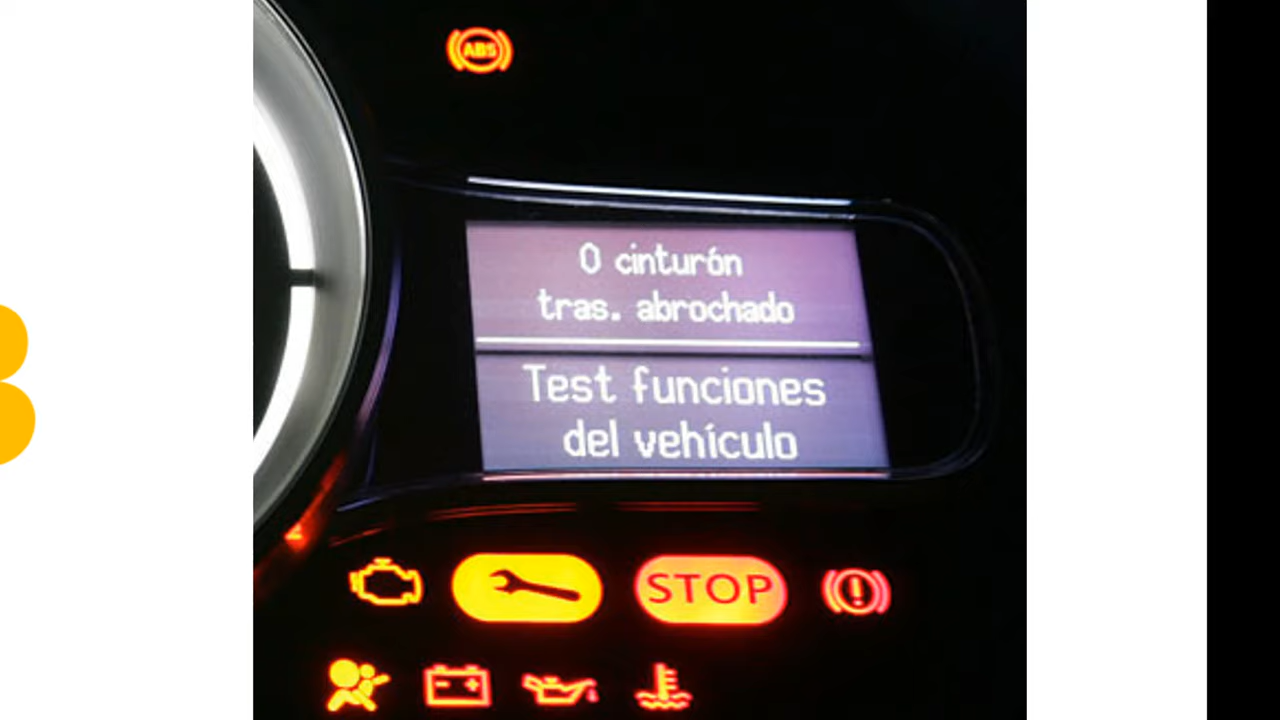 ABS
0 cinturón
tras. abrochado
Test funciones
del vehículo
STOP